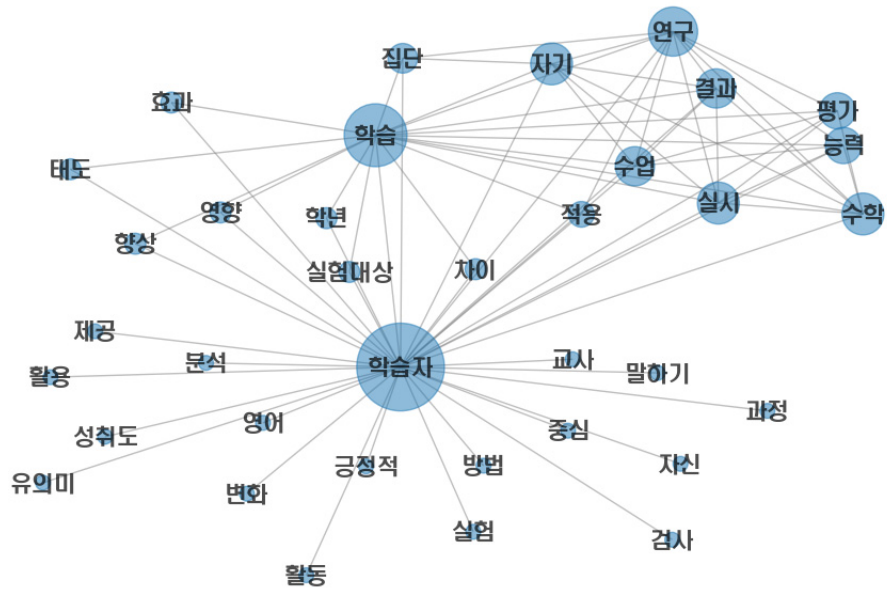 연구
집단
자기
결과
효과
평가
학습
능력
수업
태도
실시
영향
학년
적용
수학
향상
실험대상
차이
제공
분석
학습자
교사
활용
말하기
과정
성취도
영어
중심
긍정적
방법
자신
유의미
변화
실험
검사
활동